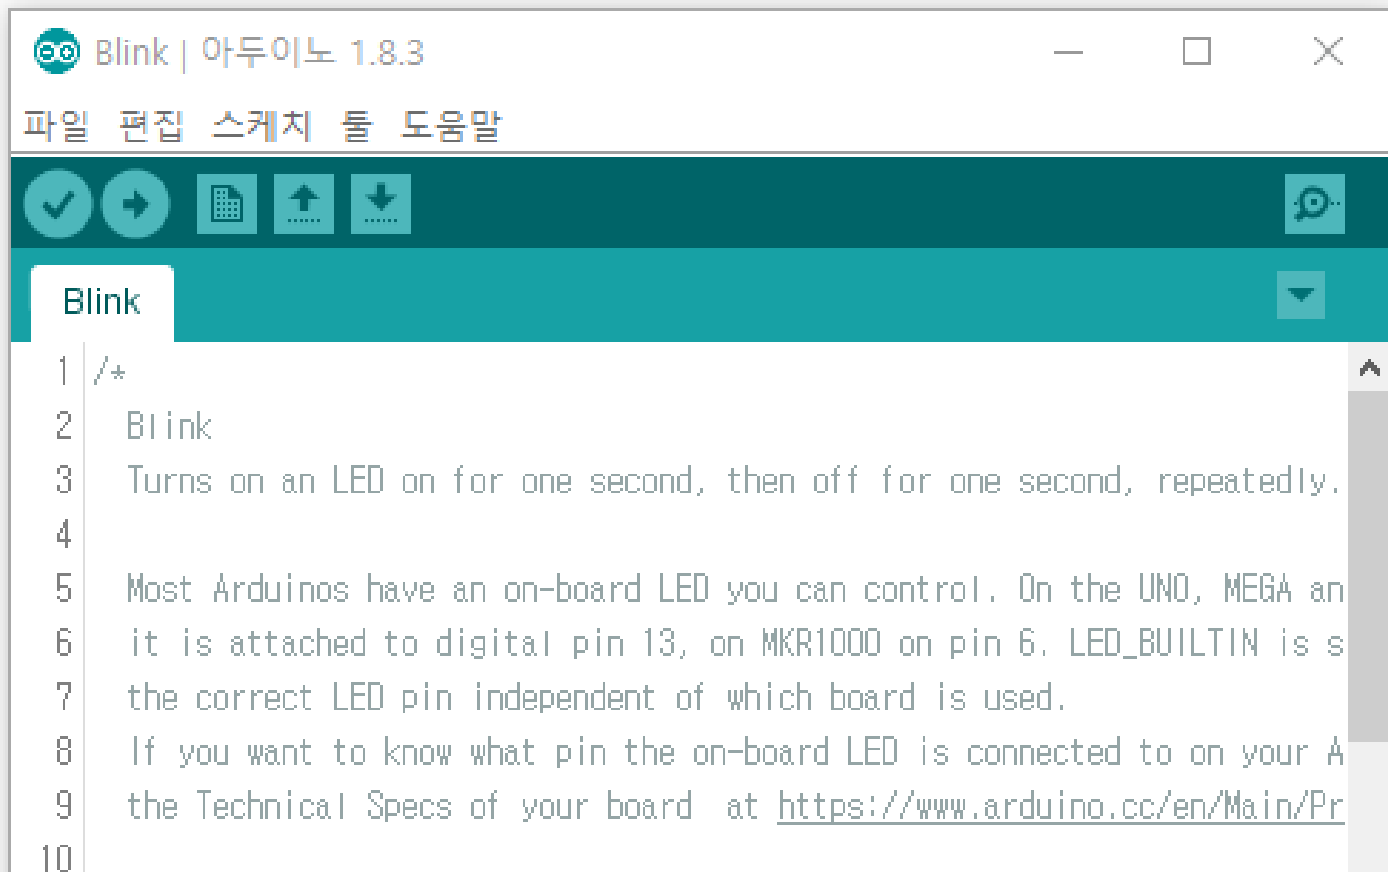 Blink | 아두이노 1.8.3
파일 편집 스케치 툴 도움말
Blink
1 /*
2 Blink
3 Turns on an LED on for one second, then off for one second, repeatedly.
4
5 Most Arduinos have an on-board LED you can control. On the UNO, MEGA an
6 it is attached to digital pin 13, on MKR1000 on pin 6. LED_BUILTIN is s
7 the correct LED pin independent of which board is used.
8 If you want to know what pin the on-board LED is connected to on your A
9 the Technical Specs of your board  at https://www.arduino.cc/en/Main/Pr
10